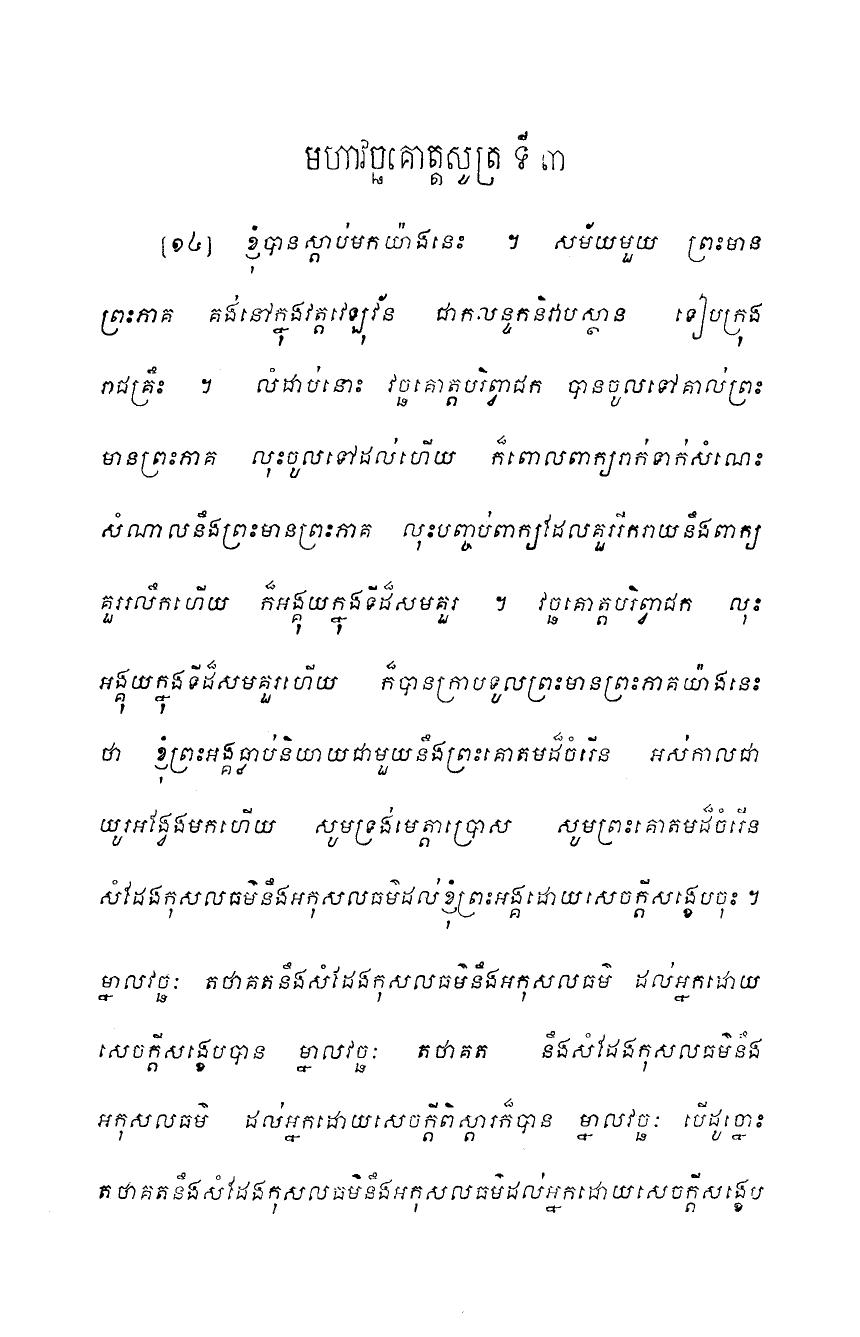 មហាវច្ឆគោត្តសូត្រ ទី ៣
[១៤] ខ្ញុំបានស្តាប់មកយ៉ាងនេះ ។ សម័យមួយ ព្រះមាន
ព្រះភាគ គង់នៅក្នុងវត្តវេឡុវ័ន ជាកលន្ទកនិវាបស្ថាន ទៀបក្រុង
រាជគ្រឹះ ។ លំដាប់នោះ វច្ឆគោត្តបរិព្វាជក បានចូលទៅគាល់ព្រះ
មានព្រះភាគ លុះចូលទៅដល់ហើយ ក៏ពោលពាក្យរាក់ទាក់សំណេះ
សំណាលនឹងព្រះមានព្រះភាគ លុះបញ្ចប់ពាក្យដែលគួររីករាយនឹងពាក្យ
គួររលឹកហើយ ក៏អង្គុយក្នុងទីដ៏សមគួរ ។ វច្ឆគោត្តបរិព្វាជក លុះ
អង្គុយក្នុងទីដ៏សមគួរហើយ ក៏បានក្រាបទូលព្រះមានព្រះភាគយ៉ាងនេះ
ថា ខ្ញុំព្រះអង្គធ្លាប់និយាយជាមួយនឹងព្រះគោតមដ៏ចំរើន អស់កាលជា
យូរអង្វែងមកហើយ សូមទ្រង់មេត្តាប្រោស សូមព្រះគោតមដ៏ចំរើន
សំដែងកុសលធម៌នឹងអកុសលធម៌ដល់ខ្ញុំព្រះអង្គដោយសេចក្តីសង្ខេបចុះ ។
ម្នាលវច្ឆៈ តថាគតនឹងសំដែងកុសលធម៌នឹងអកុសលធម៌ ដល់អ្នកដោយ
សេចក្តីសង្ខេបបាន ម្នាលវច្ឆៈ តថាគត នឹងសំដែងកុសលធម៌នឹង
អកុសលធម៌ ដល់អ្នកដោយសេចក្តីពិស្តារក៏បាន ម្នាលវច្ឆៈ បើដូច្នោះ
តថាគតនឹងសំដែងកុសលធម៌នឹងអកុសលធម៌ដល់អ្នកដោយសេចក្តីសង្ខេប